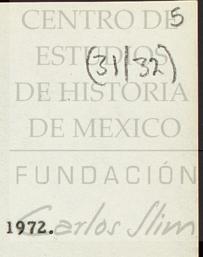 CENTRO DE
5
ESTUDIOS
(31/32)
DE HISTORIA
DE MEXICO
FUNDACIÓN
Carlos Slim
1972.